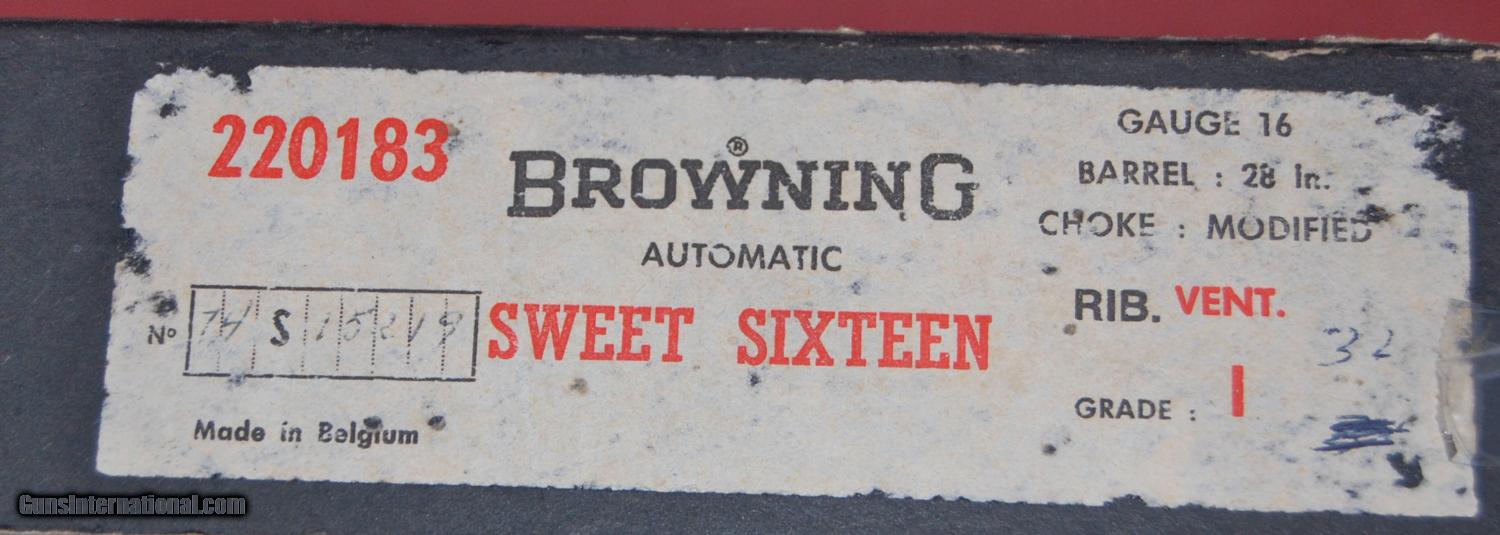 220183
BROWNING®
AUTOMATIC
SWEET SIXTEEN
Nº 74 S 15219
Made in Belgium
GAUGE 16
BARREL : 28 In.
CHOKE : MODIFIED
RIB. VENT.
32
GRADE : I
GunsInternational.com